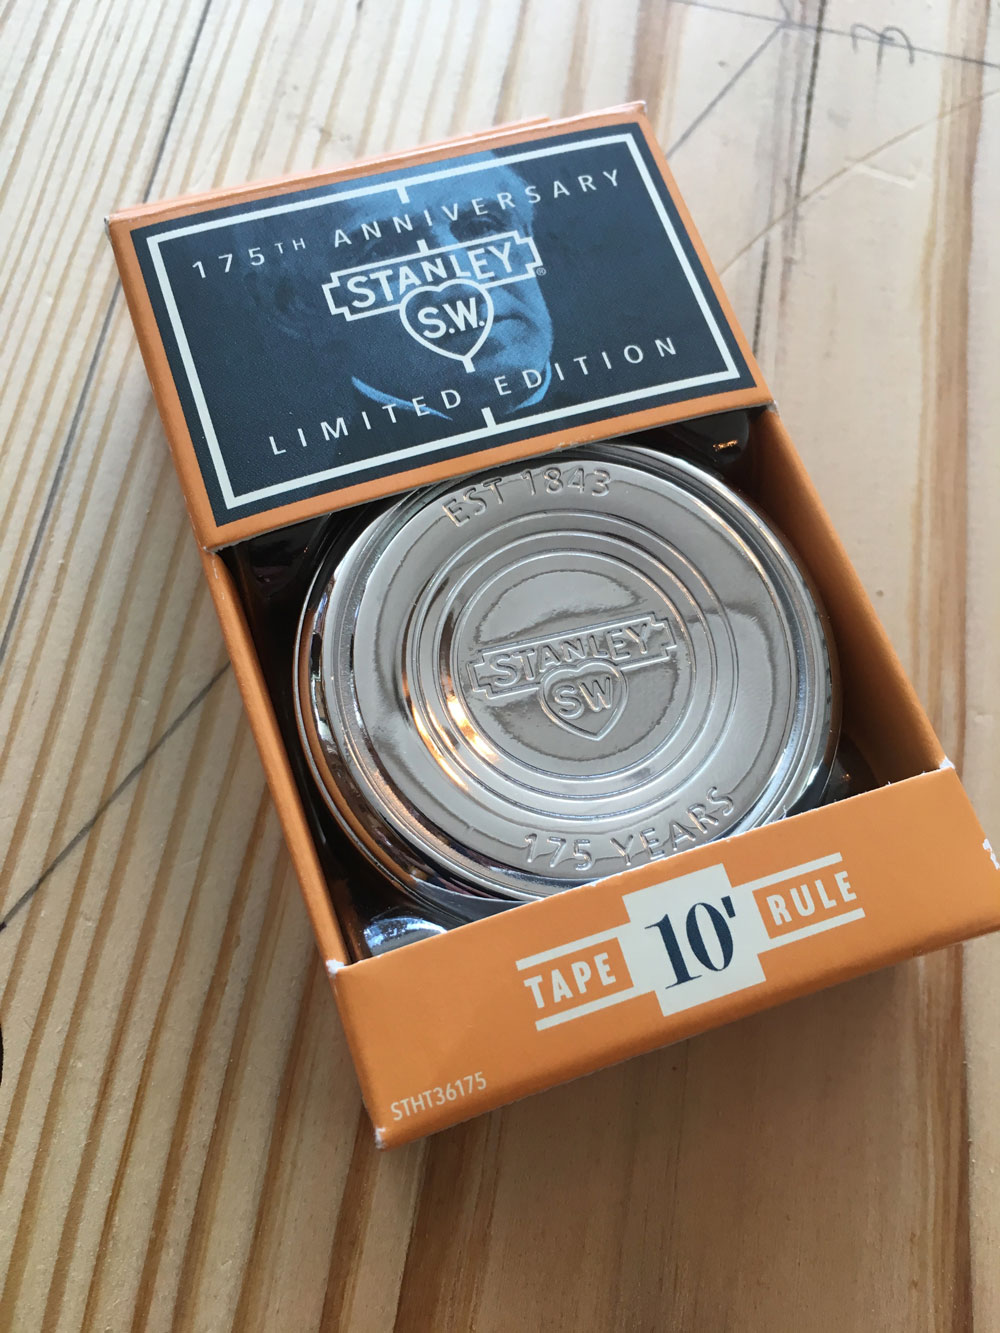 175TH ANNIVERSARY
STANLEY®
S.W.
LIMITED EDITION
EST 1843
STANLEY
SW
175 YEARS
TAPE 10' RULE
STHT36175